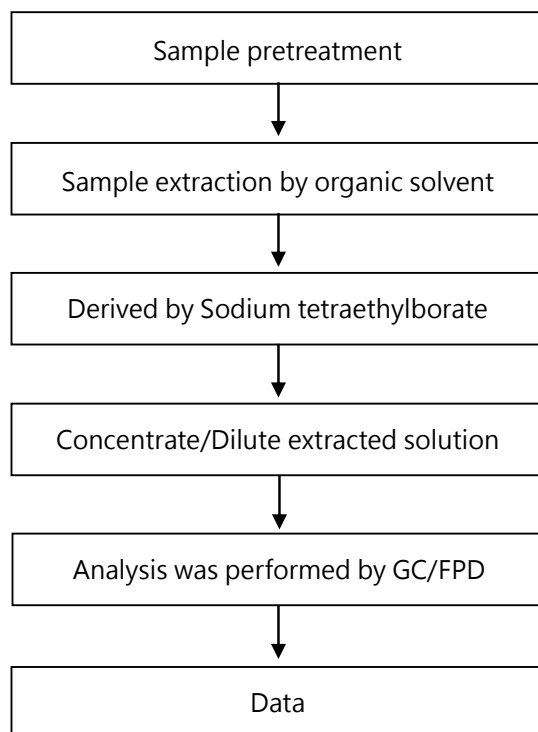 Sample pretreatment
Sample extraction by organic solvent
Derived by Sodium tetraethylborate
Concentrate/Dilute extracted solution
Analysis was performed by GC/FPD
Data